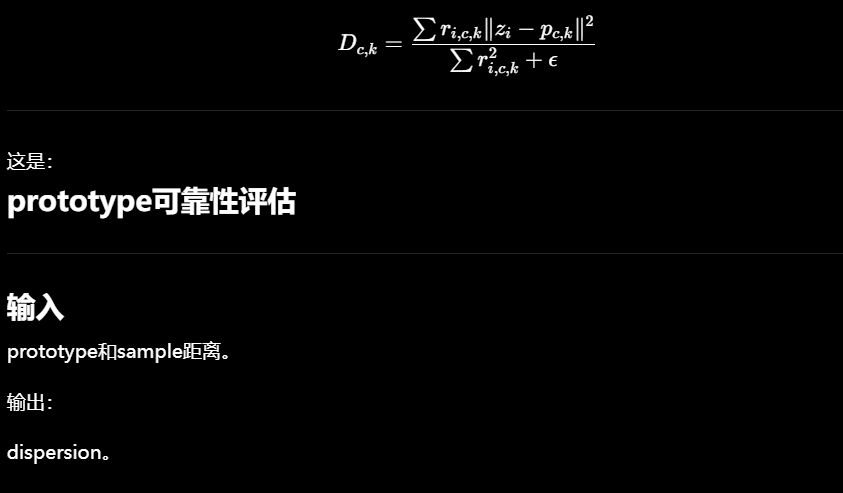 D_{c,k} = \frac{\sum r_{i,c,k} \| z_i - p_{c,k} \|^2}{\sum r_{i,c,k}^2 + \epsilon}
这是：
prototype可靠性评估
输入
prototype和sample距离。
输出：
dispersion。